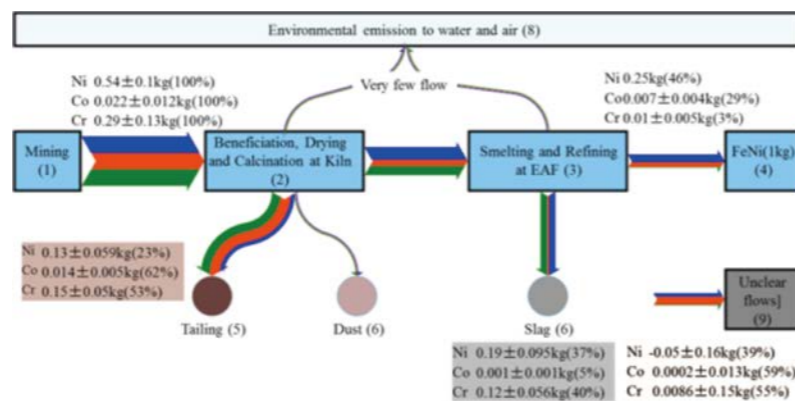 Environmental emission to water and air (8)
Ni 0.54±0.1kg(100%)
Co 0.022±0.012kg(100%)
Cr 0.29±0.13kg(100%)
Very few flow
Ni 0.25kg(46%)
Co0.007±0.004kg(29%)
Cr 0.01±0.005kg(3%)
Mining
(1)
Beneficiation, Drying
and Calcination at Kiln
(2)
Smelting and Refining
at EAF (3)
FeNi(1kg)
(4)
Ni 0.13±0.059kg(23%)
Co 0.014±0.005kg(62%)
Cr 0.15±0.05kg(53%)
Tailing (5)
Dust (6)
Slag (6)
Unclear
flows]
(9)
Ni 0.19±0.095kg(37%)
Co 0.001±0.001kg(5%)
Cr 0.12±0.056kg(40%)
Ni -0.05±0.16kg(39%)
Co 0.0002±0.013kg(59%)
Cr 0.0086±0.15kg(55%)